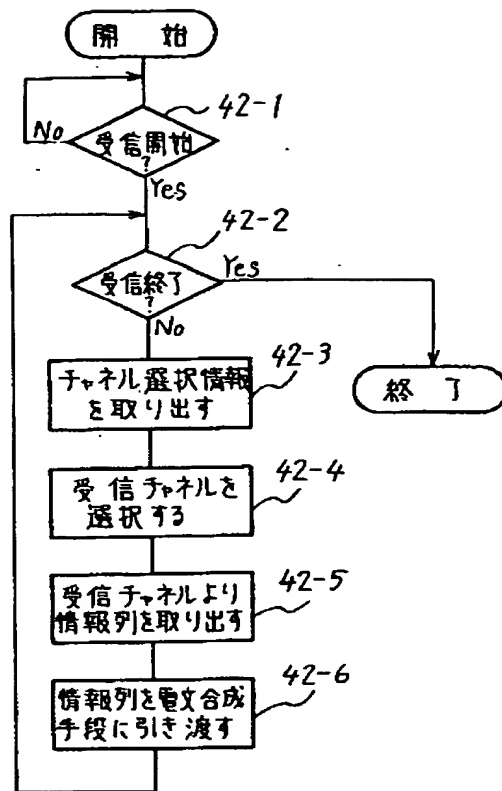 開始
42-1
No
受信開始
?
Yes
42-2
受信終了
?
Yes
No
42-3
チャネル選択情報
を取り出す
終了
42-4
受信チャネルを
選択する
42-5
受信チャネルより
情報列を取り出す
42-6
情報列を電文合成
手段に引き渡す